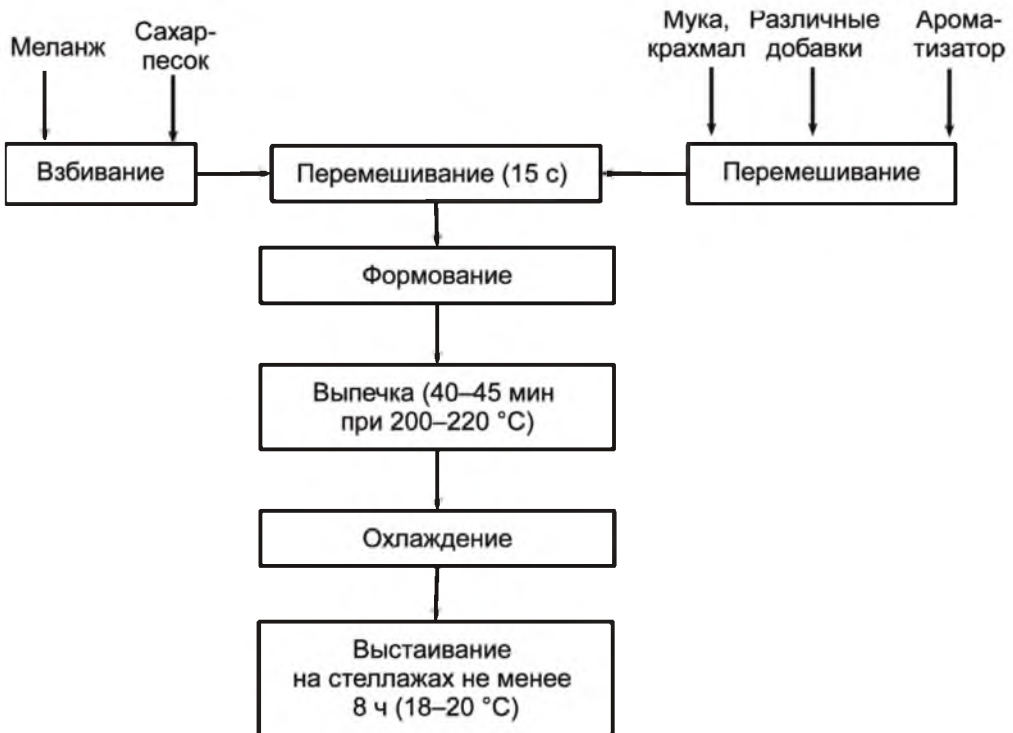 Меланж
Сахар-
песок
Мука,
крахмал
Различные
добавки
Арома-
тизатор
Взбивание
Перемешивание (15 с)
Перемешивание
Формование
Выпечка (40–45 мин
при 200–220 °С)
Охлаждение
Выстаивание
на стеллажах не менее
8 ч (18–20 °С)